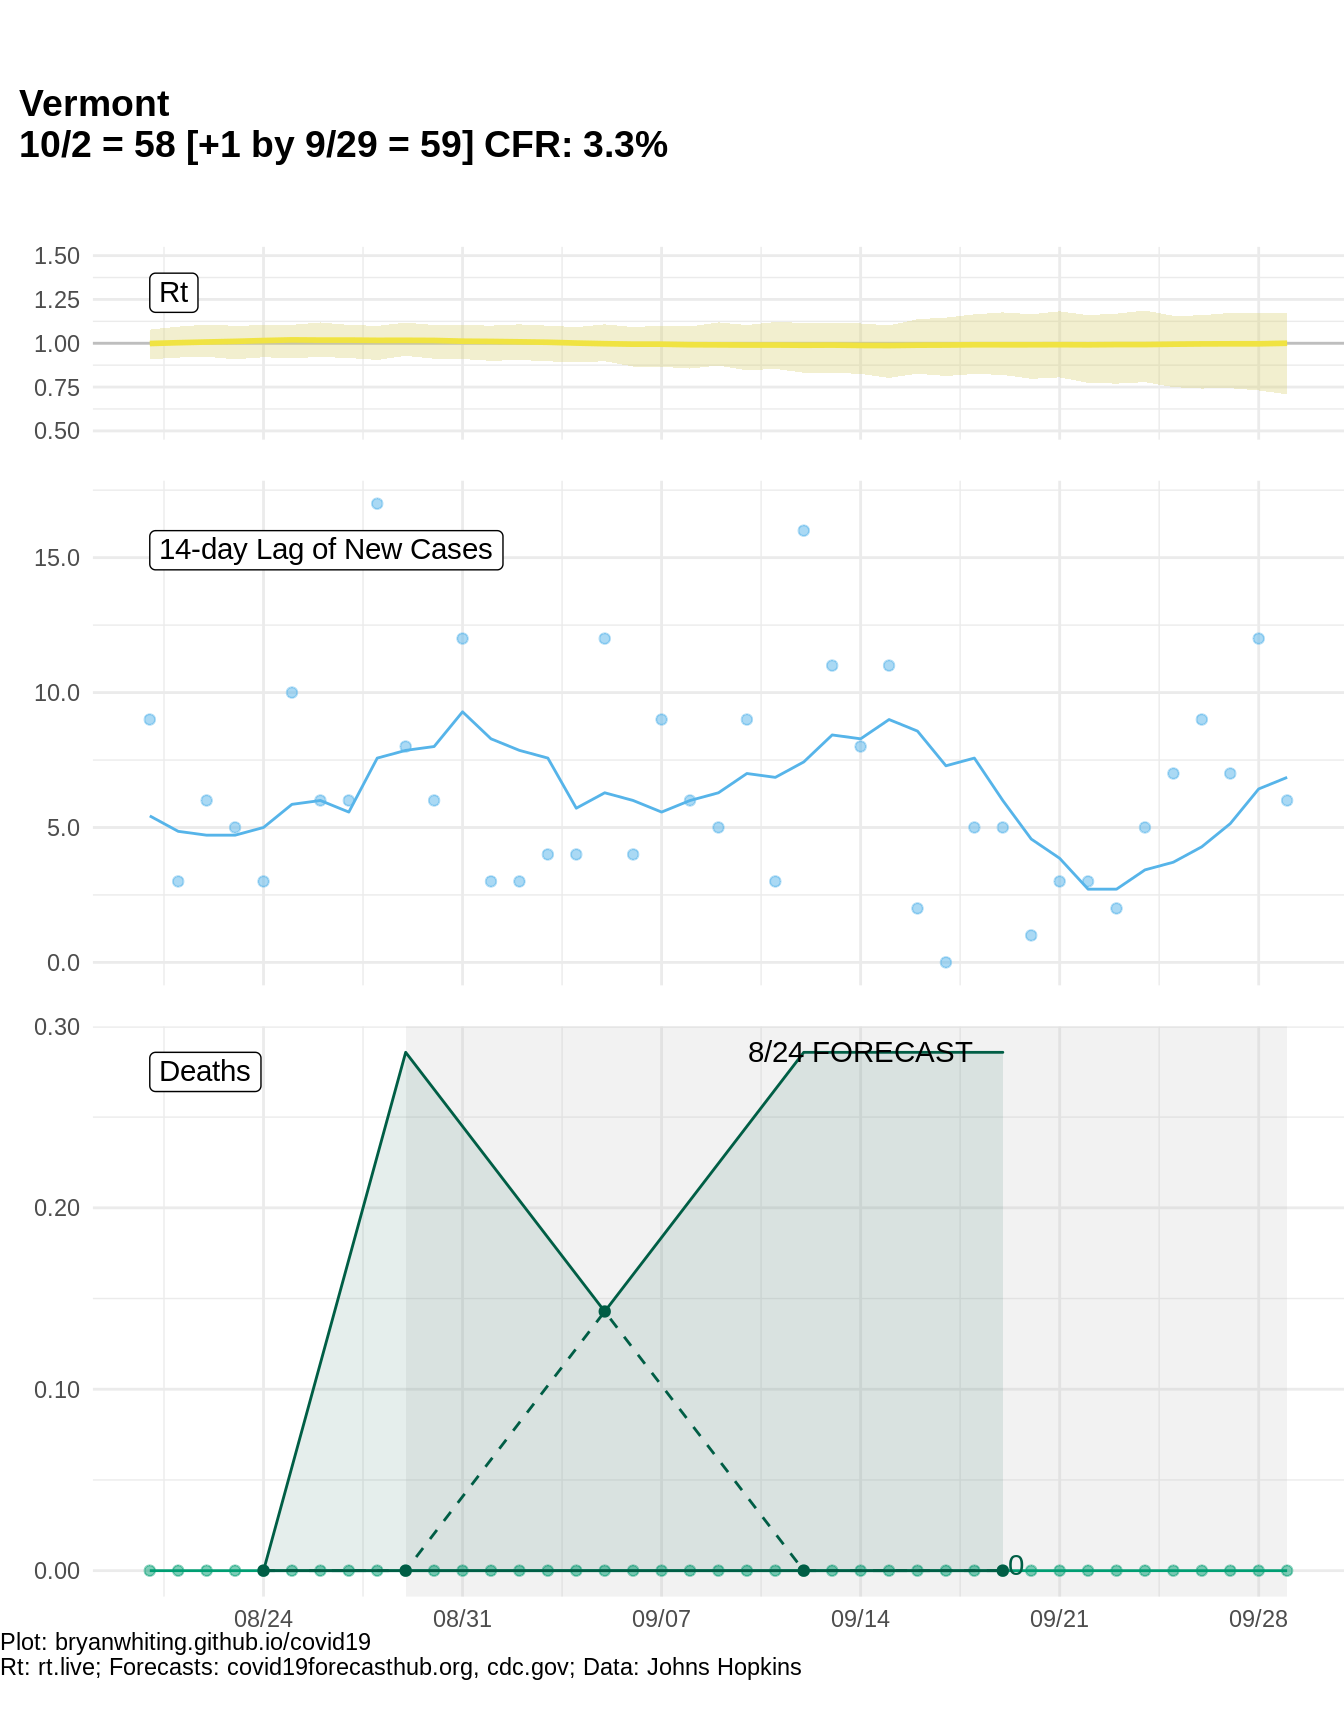 Vermont
10/2 = 58 [+1 by 9/29 = 59] CFR: 3.3%
1.50
Rt
1.25
1.00
0.75
0.50
14-day Lag of New Cases
15.0
10.0
5.0
0.0
0.30
8/24 FORECAST
Deaths
0.20
0.10
0.00
0
08/24 08/31 09/07 09/14 09/21 09/28
Plot: bryanwhiting.github.io/covid19
Rt: rt.live; Forecasts: covid19forecasthub.org, cdc.gov; Data: Johns Hopkins